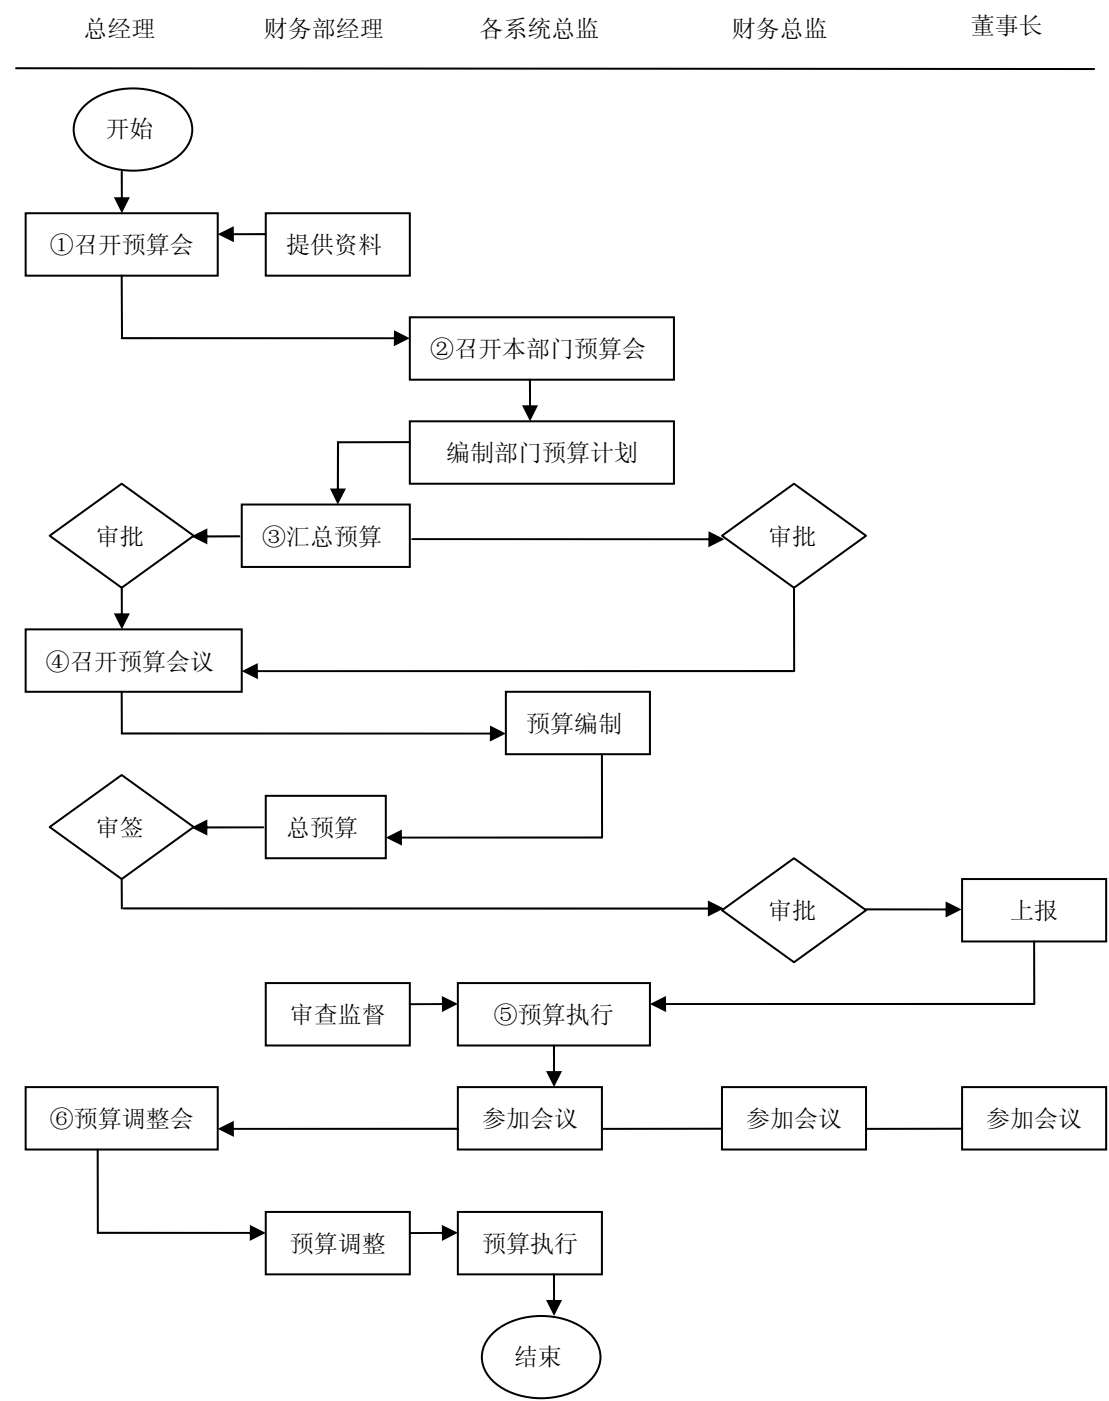 总经理 财务部经理 各系统总监 财务总监 董事长
开始
①召开预算会 提供资料
②召开本部门预算会
编制部门预算计划
审批 ③汇总预算 审批
④召开预算会议
预算编制
审签 总预算
审批 上报
审查监督 ⑤预算执行
⑥预算调整会 参加会议 参加会议 参加会议
预算调整 预算执行
结束